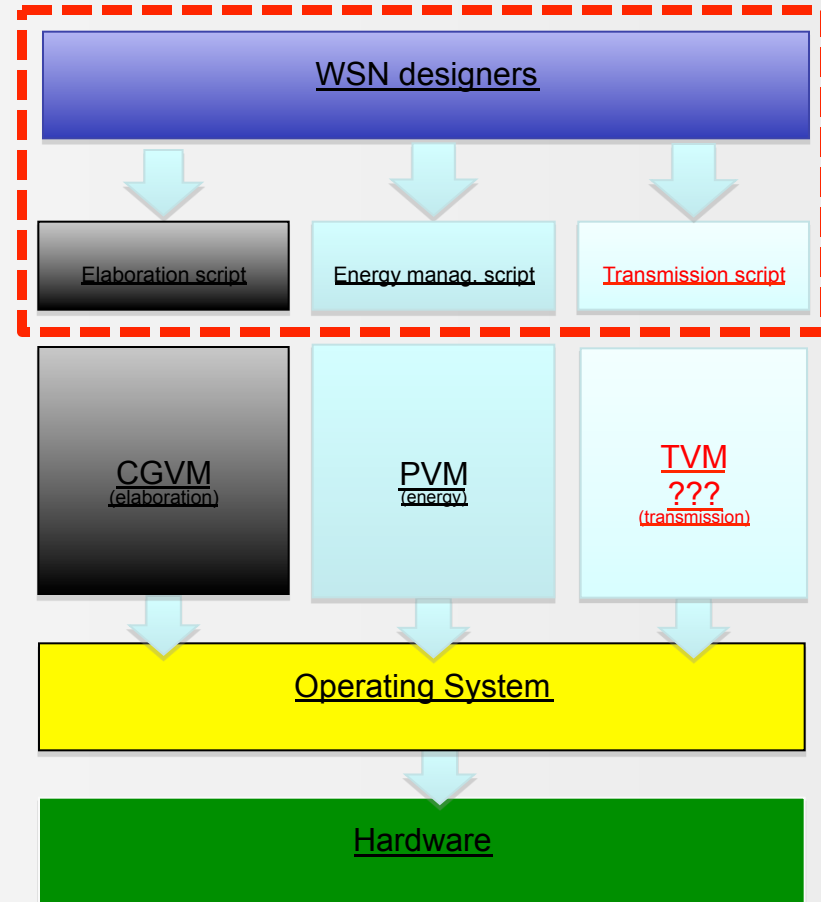 WSN designers
Elaboration script
Energy manag. script
Transmission script
CGVM
(elaboration)
PVM
(energy)
TVM
???
(transmission)
Operating System
Hardware